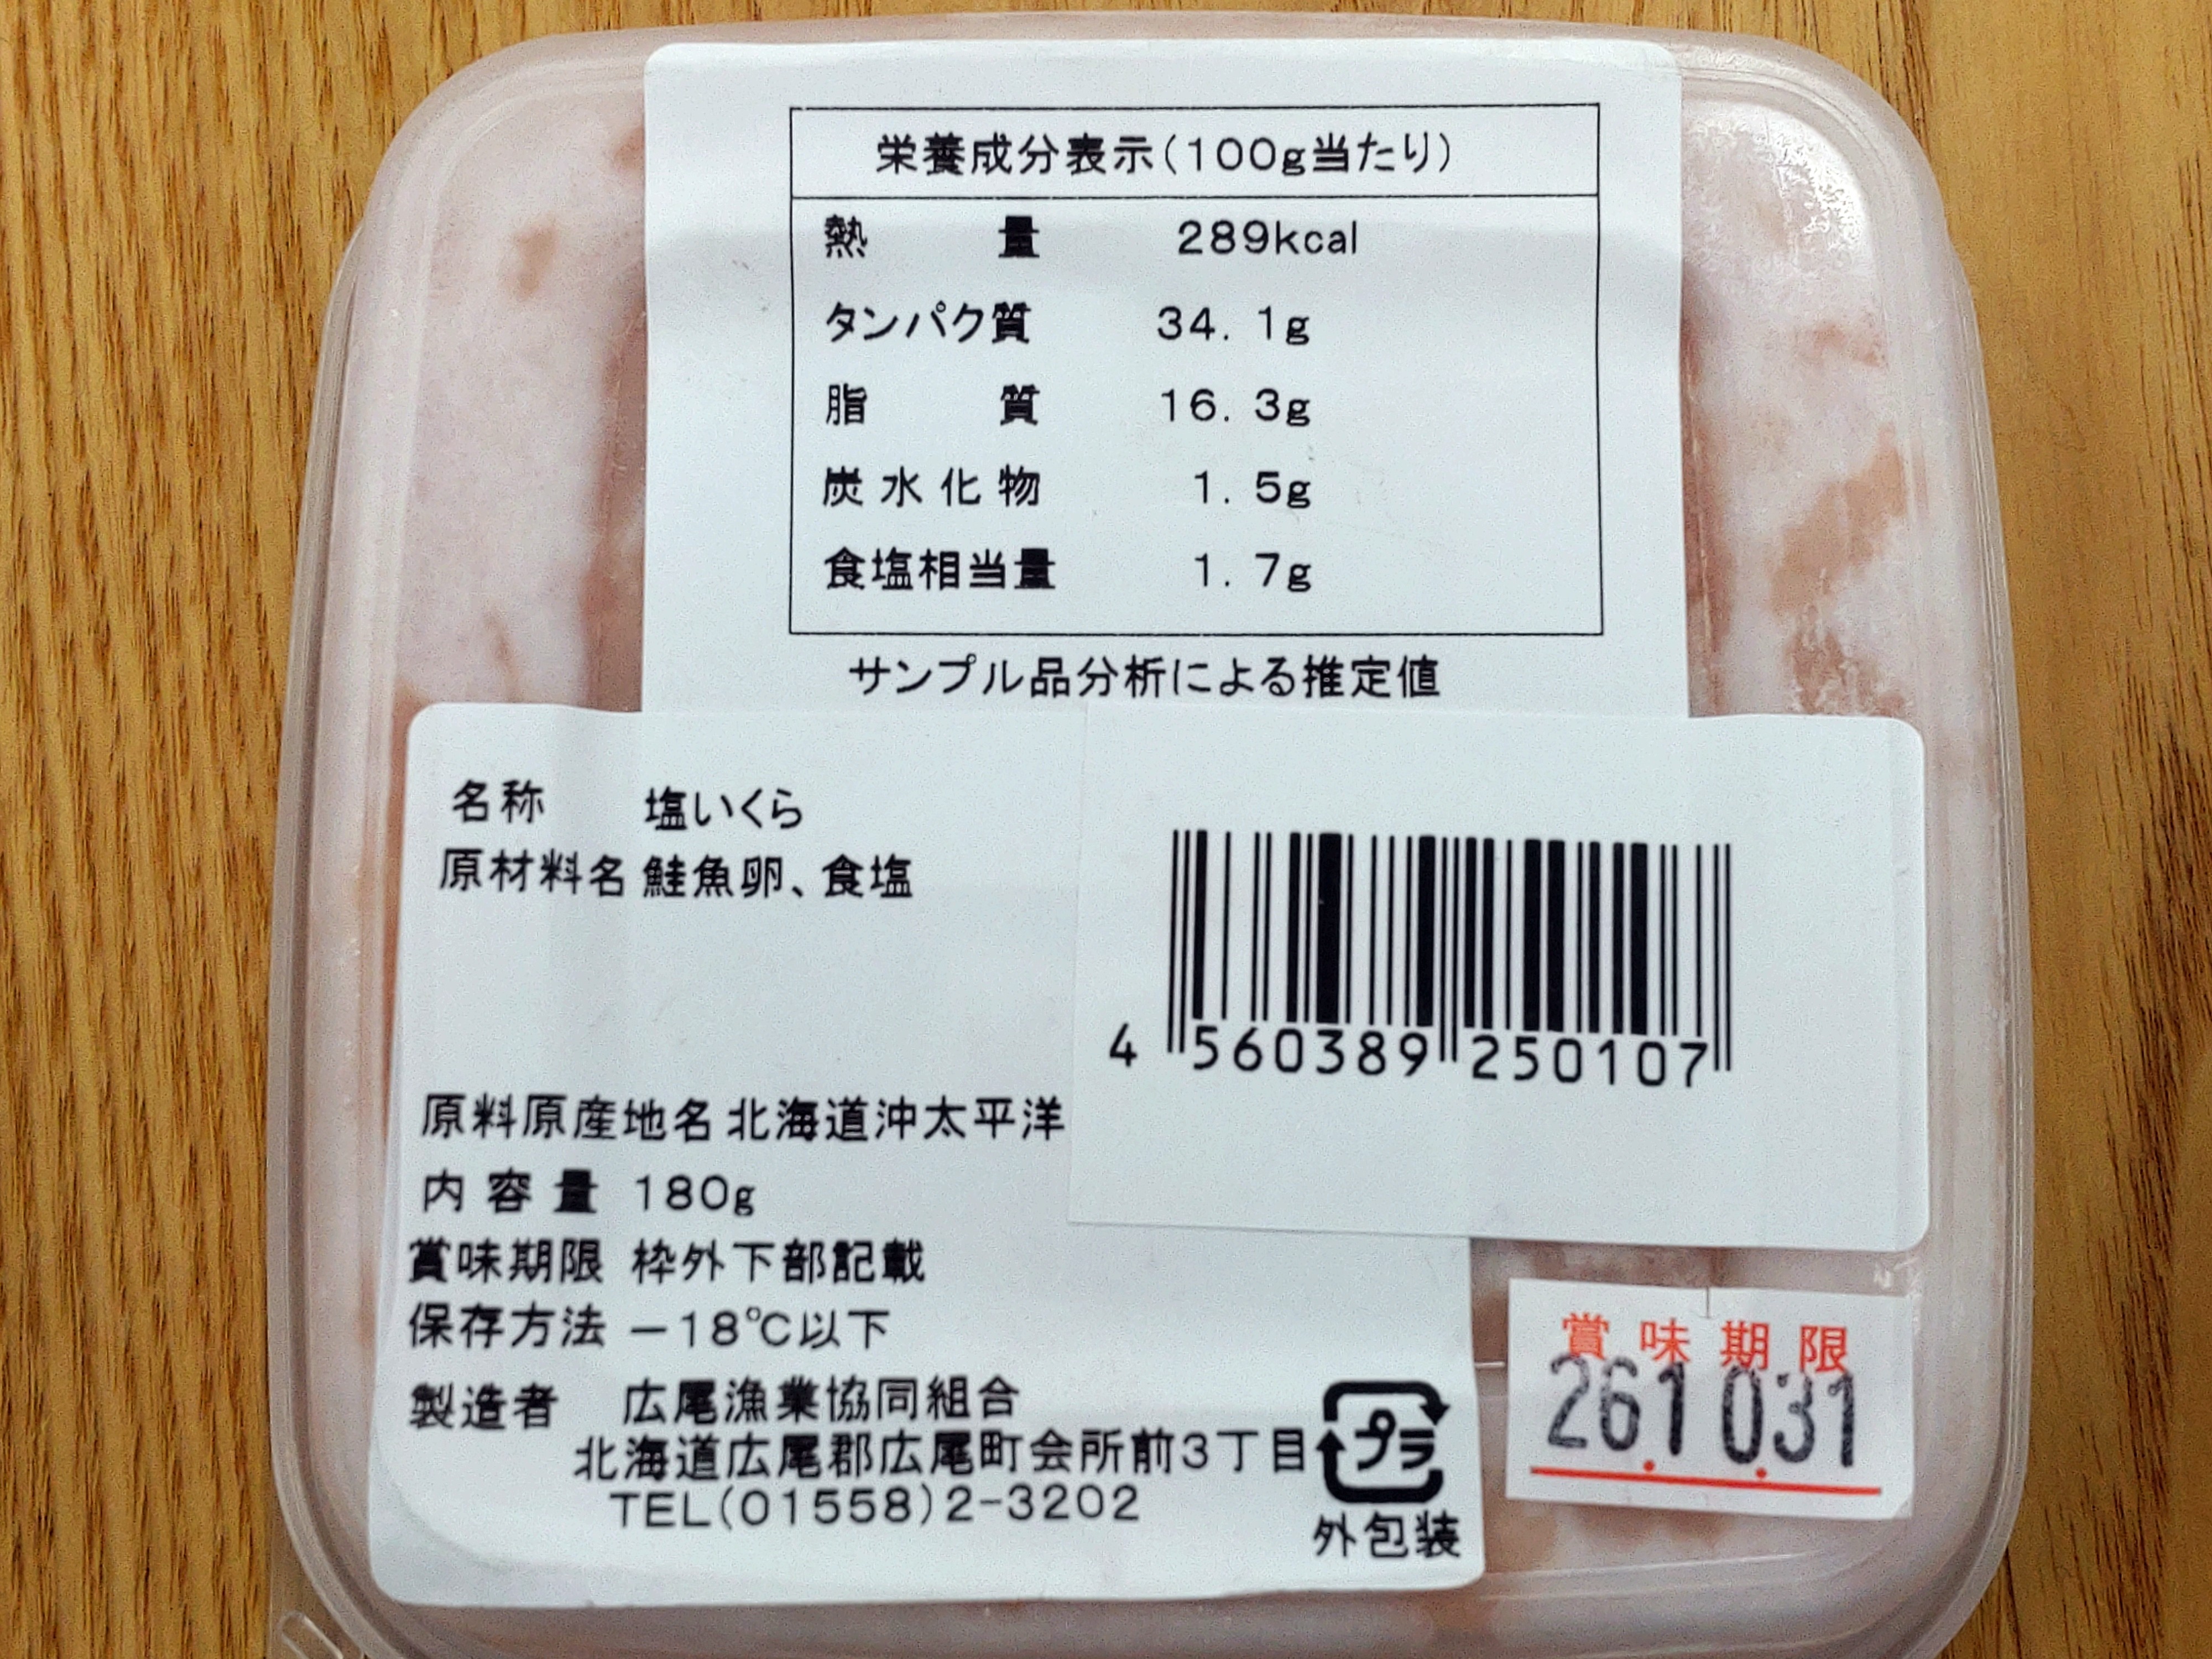 栄養成分表示(100g当たり)
熱量 289kcal
タンパク質 34.1g
脂質 16.3g
炭水化物 1.5g
食塩相当量 1.7g
サンプル品分析による推定値
名称 塩いくら
原材料名 鮭魚卵、食塩
4 560389 250107
原料原産地名 北海道沖太平洋
内容量 180g
賞味期限 枠外下部記載
保存方法 −18℃以下
製造者 広尾漁業協同組合
北海道広尾郡広尾町会所前3丁目
TEL(01558)2-3202
プラ
外包装
賞味期限
26.10.31